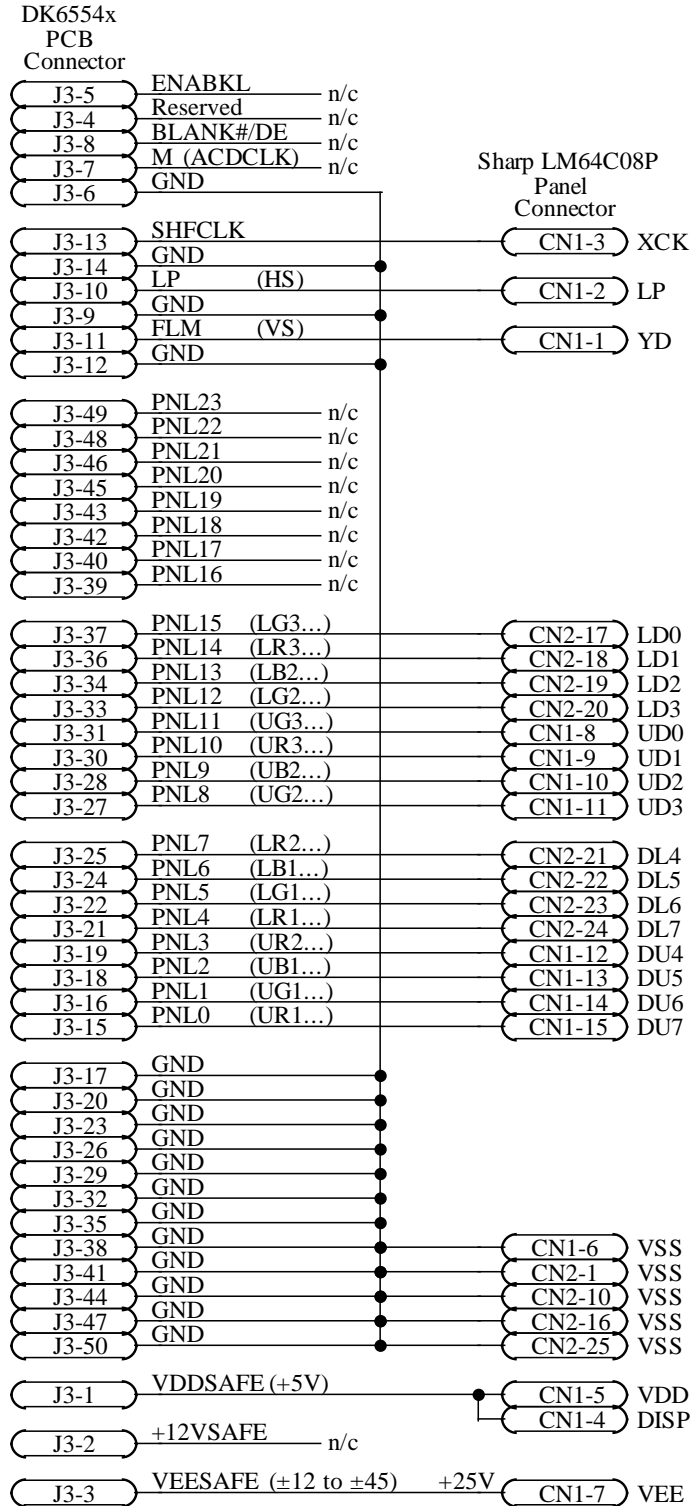 DK6554x
PCB
Connector
Sharp LM64C08P
Panel
Connector
J3-5 ENABKL n/c
J3-4 Reserved n/c
J3-8 BLANK#/DE n/c
J3-7 M (ACDCLK) n/c
J3-6 GND
J3-13 SHFCLK CN1-3 XCK
J3-14 GND
J3-10 LP (HS) CN1-2 LP
J3-9 GND
J3-11 FLM (VS) CN1-1 YD
J3-12 GND
J3-49 PNL23 n/c
J3-48 PNL22 n/c
J3-46 PNL21 n/c
J3-45 PNL20 n/c
J3-43 PNL19 n/c
J3-42 PNL18 n/c
J3-40 PNL17 n/c
J3-39 PNL16 n/c
J3-37 PNL15 (LG3...) CN2-17 LD0
J3-36 PNL14 (LR3...) CN2-18 LD1
J3-34 PNL13 (LB2...) CN2-19 LD2
J3-33 PNL12 (LG2...) CN2-20 LD3
J3-31 PNL11 (UG3...) CN1-8 UD0
J3-30 PNL10 (UR3...) CN1-9 UD1
J3-28 PNL9 (UB2...) CN1-10 UD2
J3-27 PNL8 (UG2...) CN1-11 UD3
J3-25 PNL7 (LR2...) CN2-21 DL4
J3-24 PNL6 (LB1...) CN2-22 DL5
J3-22 PNL5 (LG1...) CN2-23 DL6
J3-21 PNL4 (LR1...) CN2-24 DL7
J3-19 PNL3 (UR2...) CN1-12 DU4
J3-18 PNL2 (UB1...) CN1-13 DU5
J3-16 PNL1 (UG1...) CN1-14 DU6
J3-15 PNL0 (UR1...) CN1-15 DU7
J3-17 GND
J3-20 GND
J3-23 GND
J3-26 GND
J3-29 GND
J3-32 GND
J3-35 GND
J3-38 GND CN1-6 VSS
J3-41 GND CN2-1 VSS
J3-44 GND CN2-10 VSS
J3-47 GND CN2-16 VSS
J3-50 GND CN2-25 VSS
J3-1 VDDSAFE (+5V) CN1-5 VDD
CN1-4 DISP
J3-2 +12VSAFE n/c
J3-3 VEESAFE (±12 to ±45) +25V CN1-7 VEE